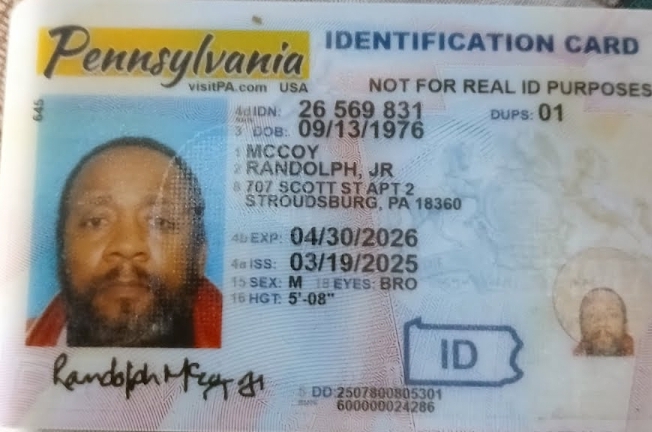 Pennsylvania
visitPA.com USA
IDENTIFICATION CARD
NOT FOR REAL ID PURPOSES
645
4d IDN: 26 569 831
DUPS: 01
3 DOB: 09/13/1976
1 MCCOY
2 RANDOLPH, JR
8 707 SCOTT ST APT 2
STROUDSBURG, PA 18360
4b EXP: 04/30/2026
4a ISS: 03/19/2025
15 SEX: M 18 EYES: BRO
16 HGT: 5'-08"
ID
Randolph McCoy Jr
5 DD: 2507800805301
600000024286